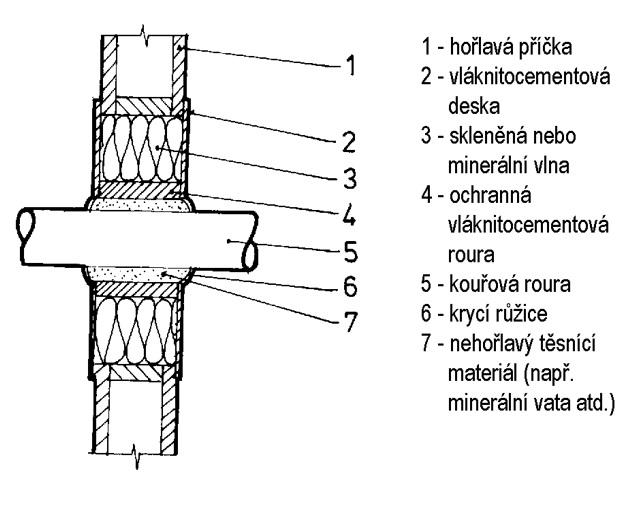 1
2
3
4
5
6
7
1 - hořlavá příčka
2 - vláknitocementová
deska
3 - skleněná nebo
minerální vlna
4 - ochranná
vláknitocementová
roura
5 - kouřová roura
6 - krycí růžice
7 - nehořlavý těsnící
materiál (např.
minerální vata atd.)